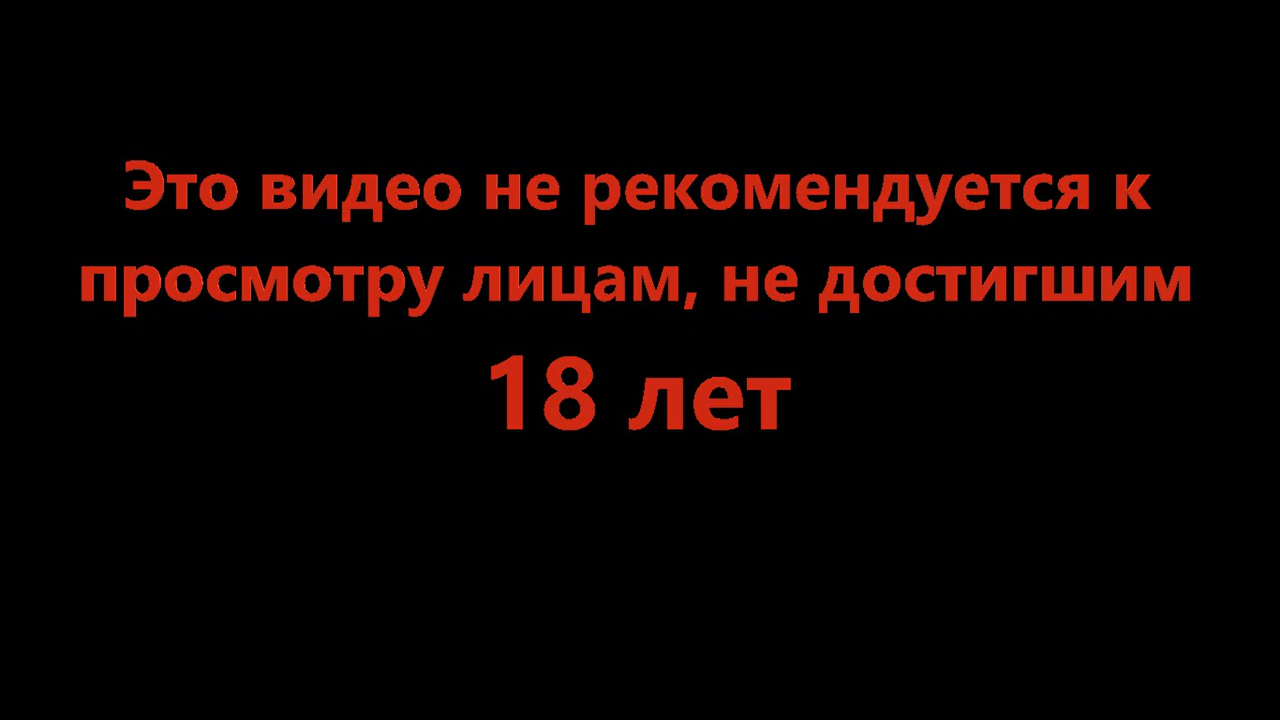 Это видео не рекомендуется к
просмотру лицам, не достигшим
18 лет